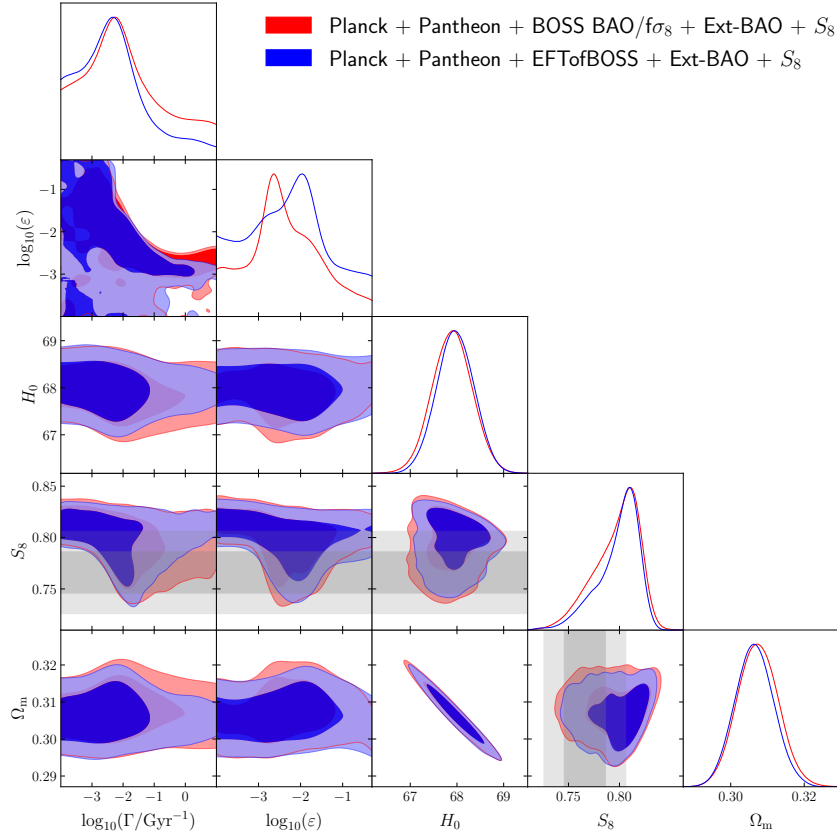 Planck + Pantheon + BOSS BAO/fσ₈ + Ext-BAO + S₈
Planck + Pantheon + EFTofBOSS + Ext-BAO + S₈
log₁₀(ε)
−1
−2
−3
H₀
69
68
67
S₈
0.85
0.80
0.75
Ωₘ
0.32
0.31
0.30
0.29
−3 −2 −1 0
log₁₀(Γ/Gyr⁻¹)
−3 −2 −1
log₁₀(ε)
67 68 69
H₀
0.75 0.80
S₈
0.30 0.32
Ωₘ